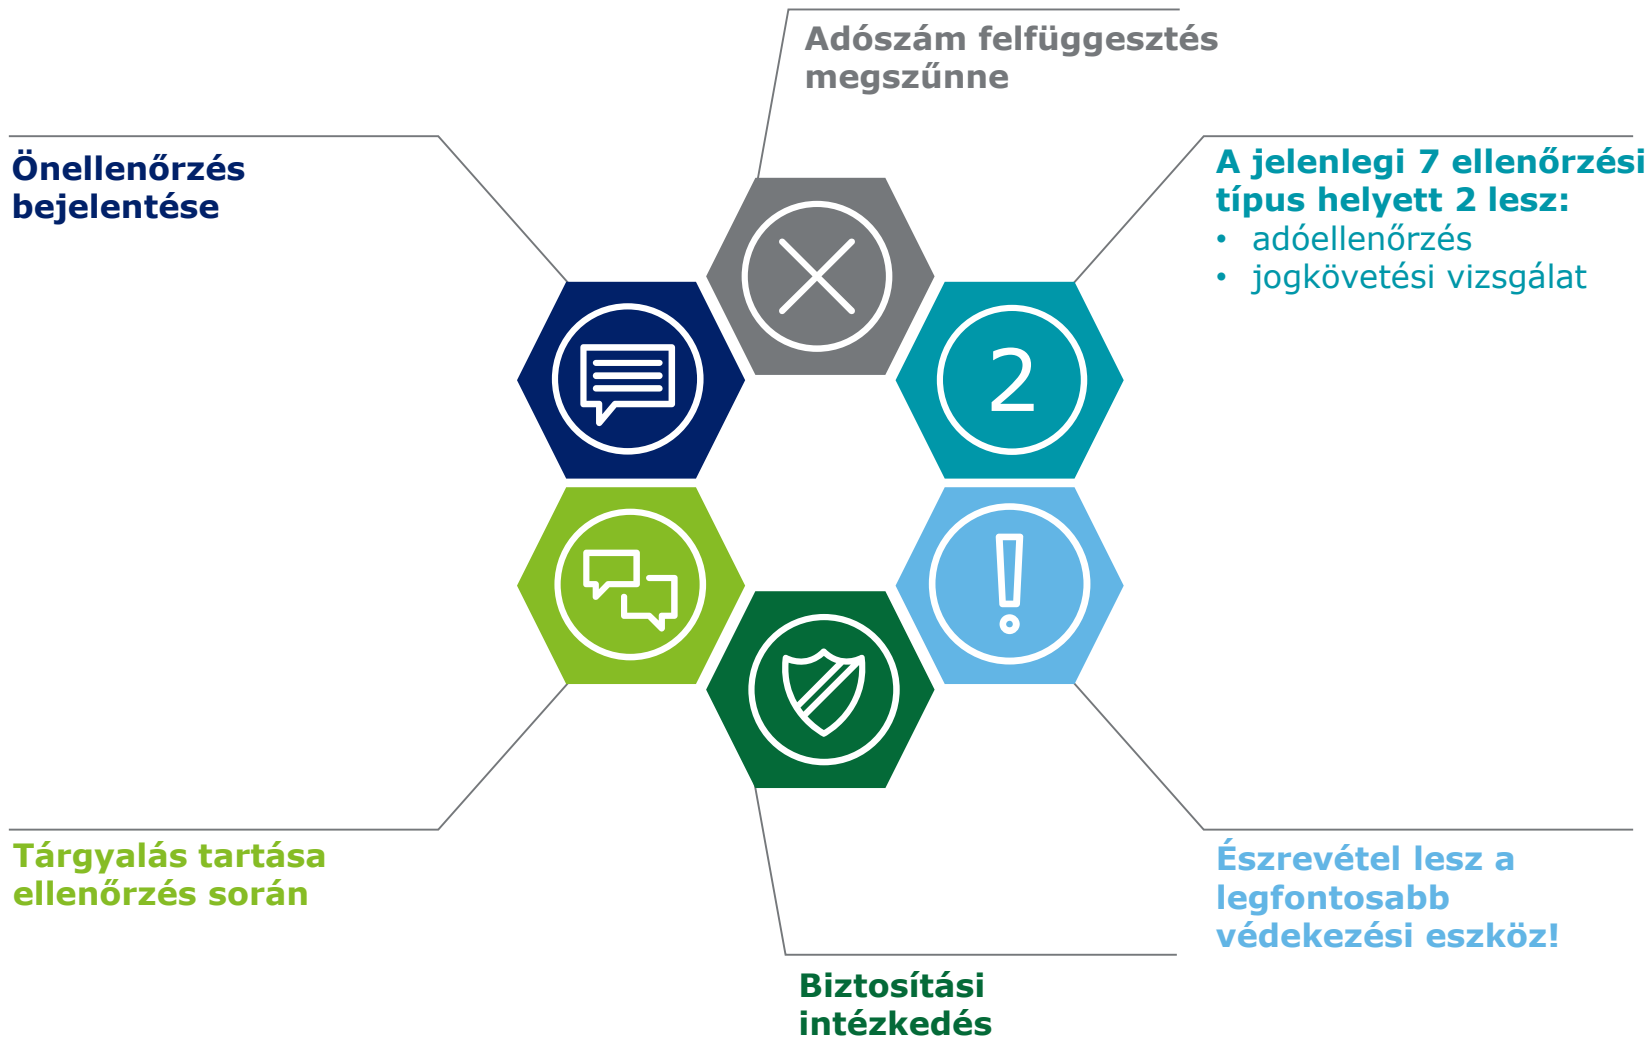 Adószám felfüggesztés
megszűnne
Önellenőrzés
bejelentése
A jelenlegi 7 ellenőrzési
típus helyett 2 lesz:
• adóellenőrzés
• jogkövetési vizsgálat
2
Tárgyalás tartása
ellenőrzés során
Észrevétel lesz a
legfontosabb
védekezési eszköz!
Biztosítási
intézkedés